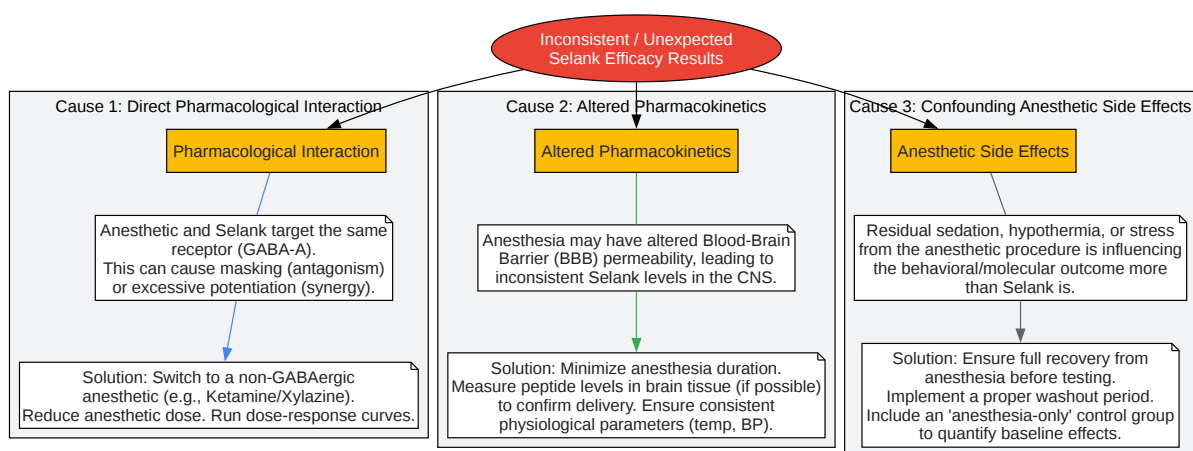 Inconsistent / Unexpected
Selank Efficacy Results
Cause 1: Direct Pharmacological Interaction
Pharmacological Interaction
Anesthetic and Selank target the same
receptor (GABA-A).
This can cause masking (antagonism)
or excessive potentiation (synergy).
Solution: Switch to a non-GABAergic
anesthetic (e.g., Ketamine/Xylazine).
Reduce anesthetic dose. Run dose-response curves.
Cause 2: Altered Pharmacokinetics
Altered Pharmacokinetics
Anesthesia may have altered Blood-Brain
Barrier (BBB) permeability, leading to
inconsistent Selank levels in the CNS.
Solution: Minimize anesthesia duration.
Measure peptide levels in brain tissue (if possible)
to confirm delivery. Ensure consistent
physiological parameters (temp, BP).
Cause 3: Confounding Anesthetic Side Effects
Anesthetic Side Effects
Residual sedation, hypothermia, or stress
from the anesthetic procedure is influencing
the behavioral/molecular outcome more
than Selank is.
Solution: Ensure full recovery from
anesthesia before testing.
Implement a proper washout period.
Include an 'anesthesia-only' control group
to quantify baseline effects.